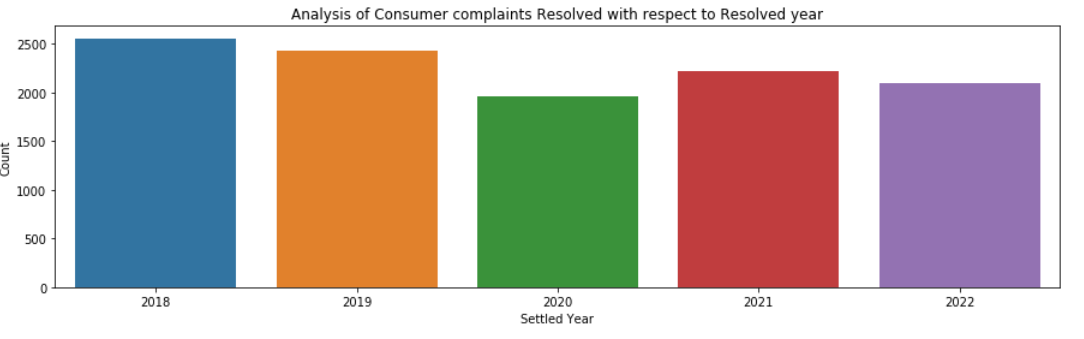 Analysis of Consumer complaints Resolved with respect to Resolved year
Count
2500
2000
1500
1000
500
0
2018 2019 2020 2021 2022
Settled Year